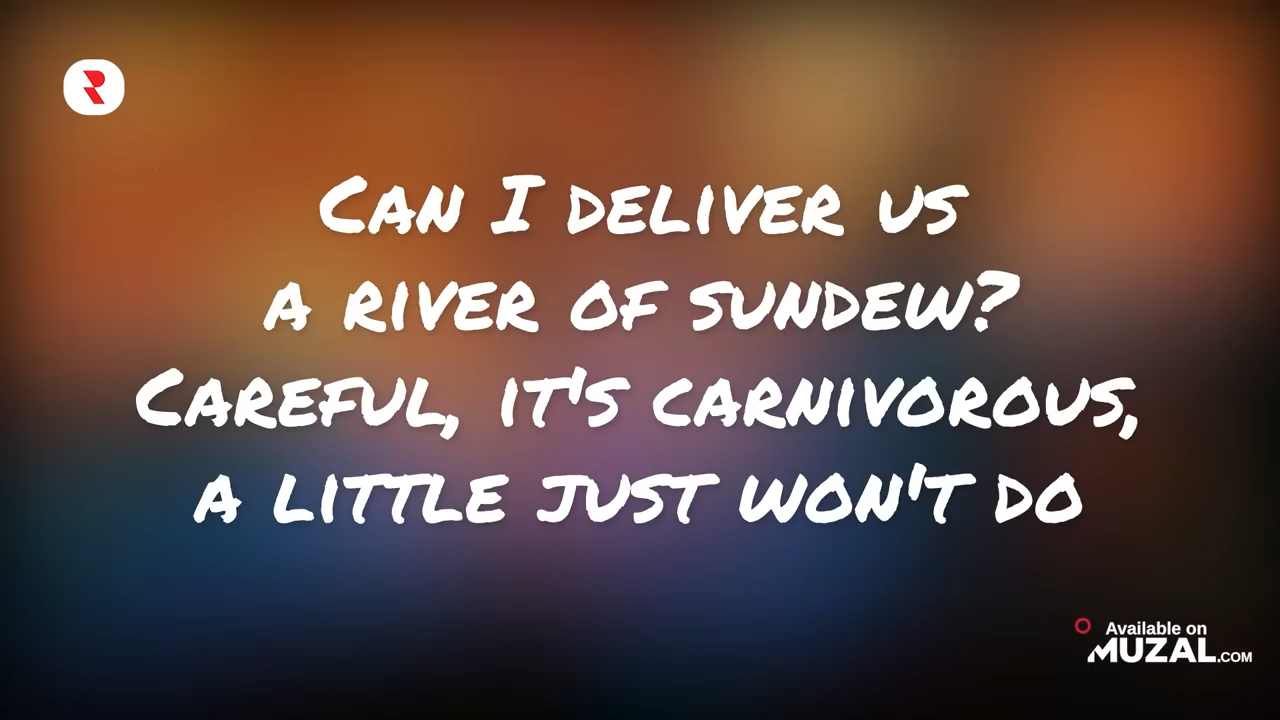 CAN I DELIVER US
A RIVER OF SUNDEW?
CAREFUL, IT'S CARNIVOROUS,
A LITTLE JUST WON'T DO
R
Available on
MUZAL.COM